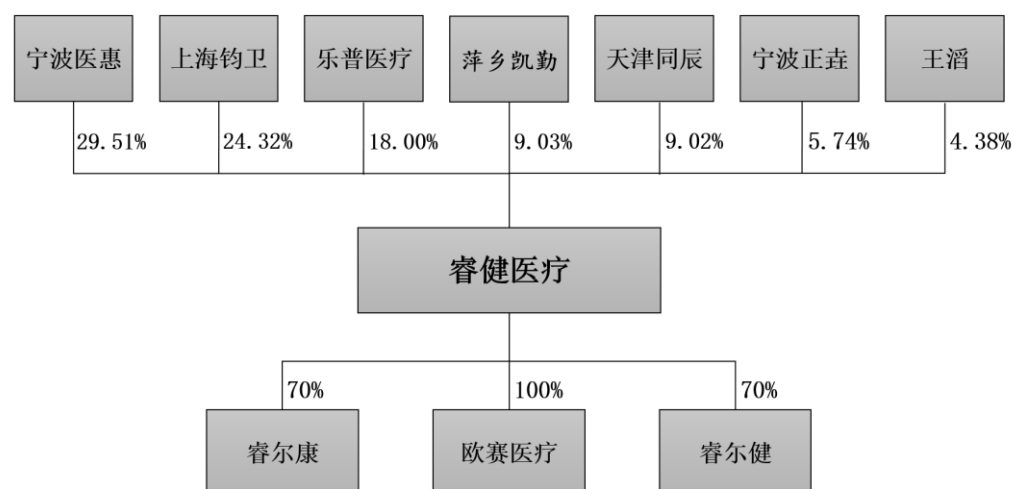 宁波医惠
上海钧卫
乐普医疗
萍乡凯勤
天津同辰
宁波正垚
王滔
29.51%
24.32%
18.00%
9.03%
9.02%
5.74%
4.38%
睿健医疗
70%
100%
70%
睿尔康
欧赛医疗
睿尔健